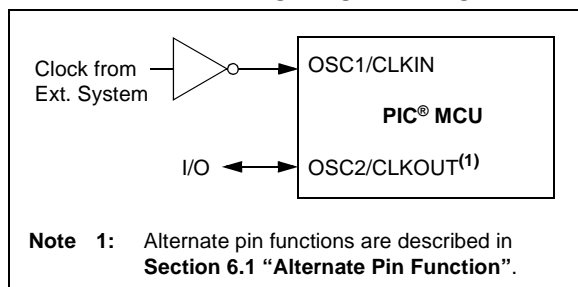 Clock from
Ext. System
OSC1/CLKIN
PIC® MCU
I/O
OSC2/CLKOUT(1)
Note 1: Alternate pin functions are described in
Section 6.1 “Alternate Pin Function”.